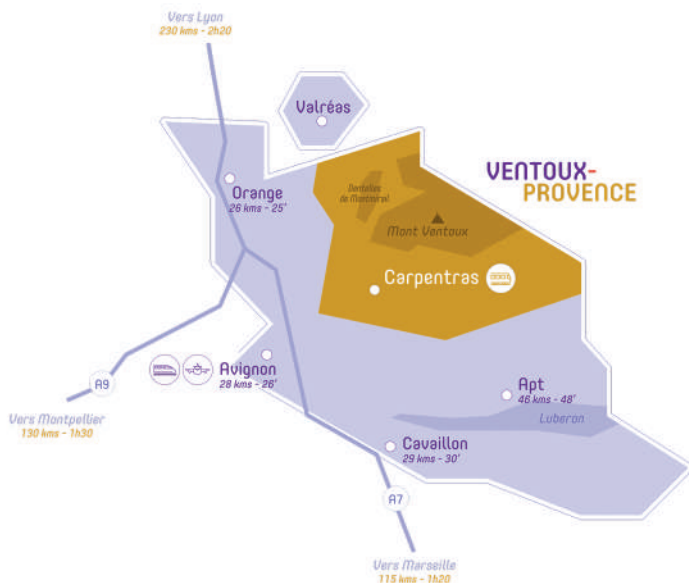 Vers Lyon
230 kms - 2h20
Valréas
VENTOUX-
PROVENCE
Orange
26 kms - 25'
Dentelles
de Montmirail
Mont Ventoux
Carpentras
Avignon
28 kms - 26'
A9
Apt
46 kms - 48'
Vers Montpellier
130 kms - 1h30
Luberon
Cavaillon
29 kms - 30'
A7
Vers Marseille
115 kms - 1h20